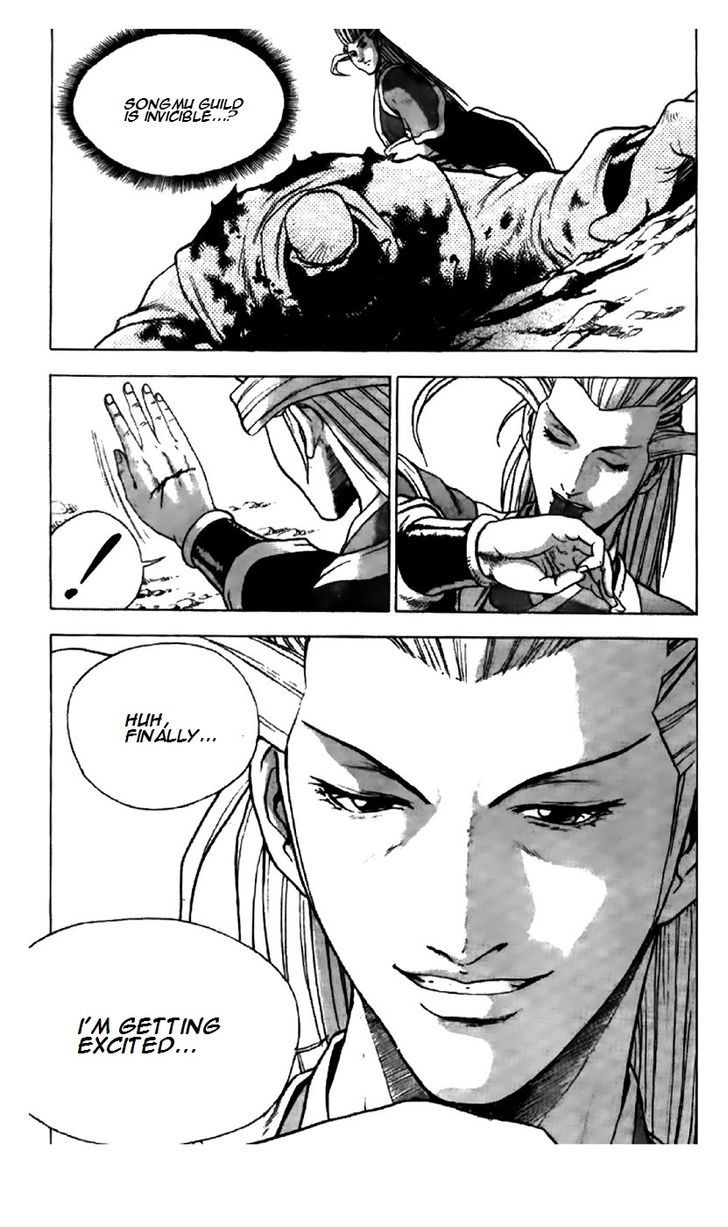 SONGMU GUILD
IS INVICIBLE...?
!
HUH,
FINALLY...
I'M GETTING
EXCITED...